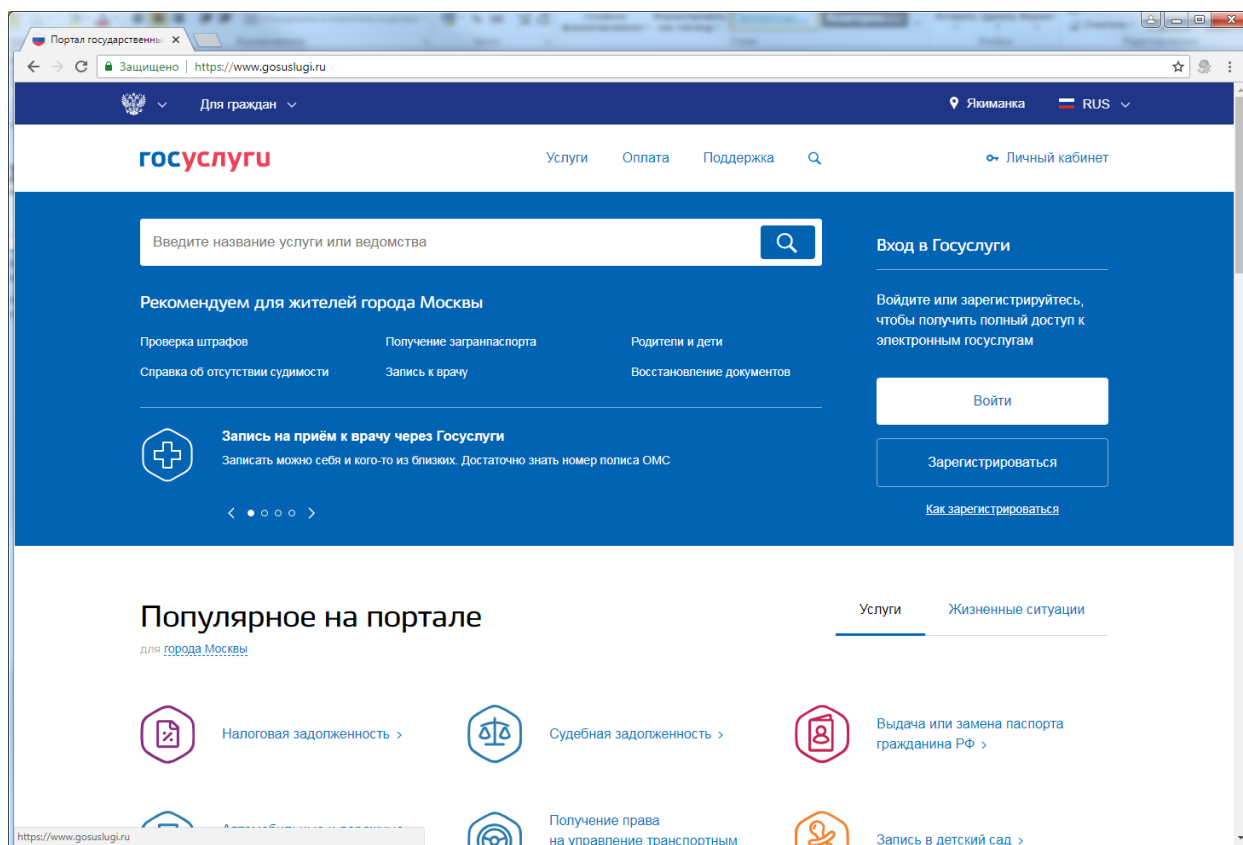 Портал государственны
Защищено | https://www.gosuslugi.ru
Для граждан
Якиманка
RUS
госуслуги
Услуги
Оплата
Поддержка
Личный кабинет
Введите название услуги или ведомства
Рекомендуем для жителей города Москвы
Проверка штрафов
Получение загранпаспорта
Родители и дети
Справка об отсутствии судимости
Запись к врачу
Восстановление документов
Запись на приём к врачу через Госуслуги
Записать можно себя и кого-то из близких. Достаточно знать номер полиса ОМС
Вход в Госуслуги
Войдите или зарегистрируйтесь,
чтобы получить полный доступ к
электронным госуслугам
Войти
Зарегистрироваться
Как зарегистрироваться
Популярное на портале
для города Москвы
Услуги
Жизненные ситуации
Налоговая задолженность
Судебная задолженность
Выдача или замена паспорта
гражданина РФ
Получение права
на управление транспортным
Запись в детский сад
https://www.gosuslugi.ru